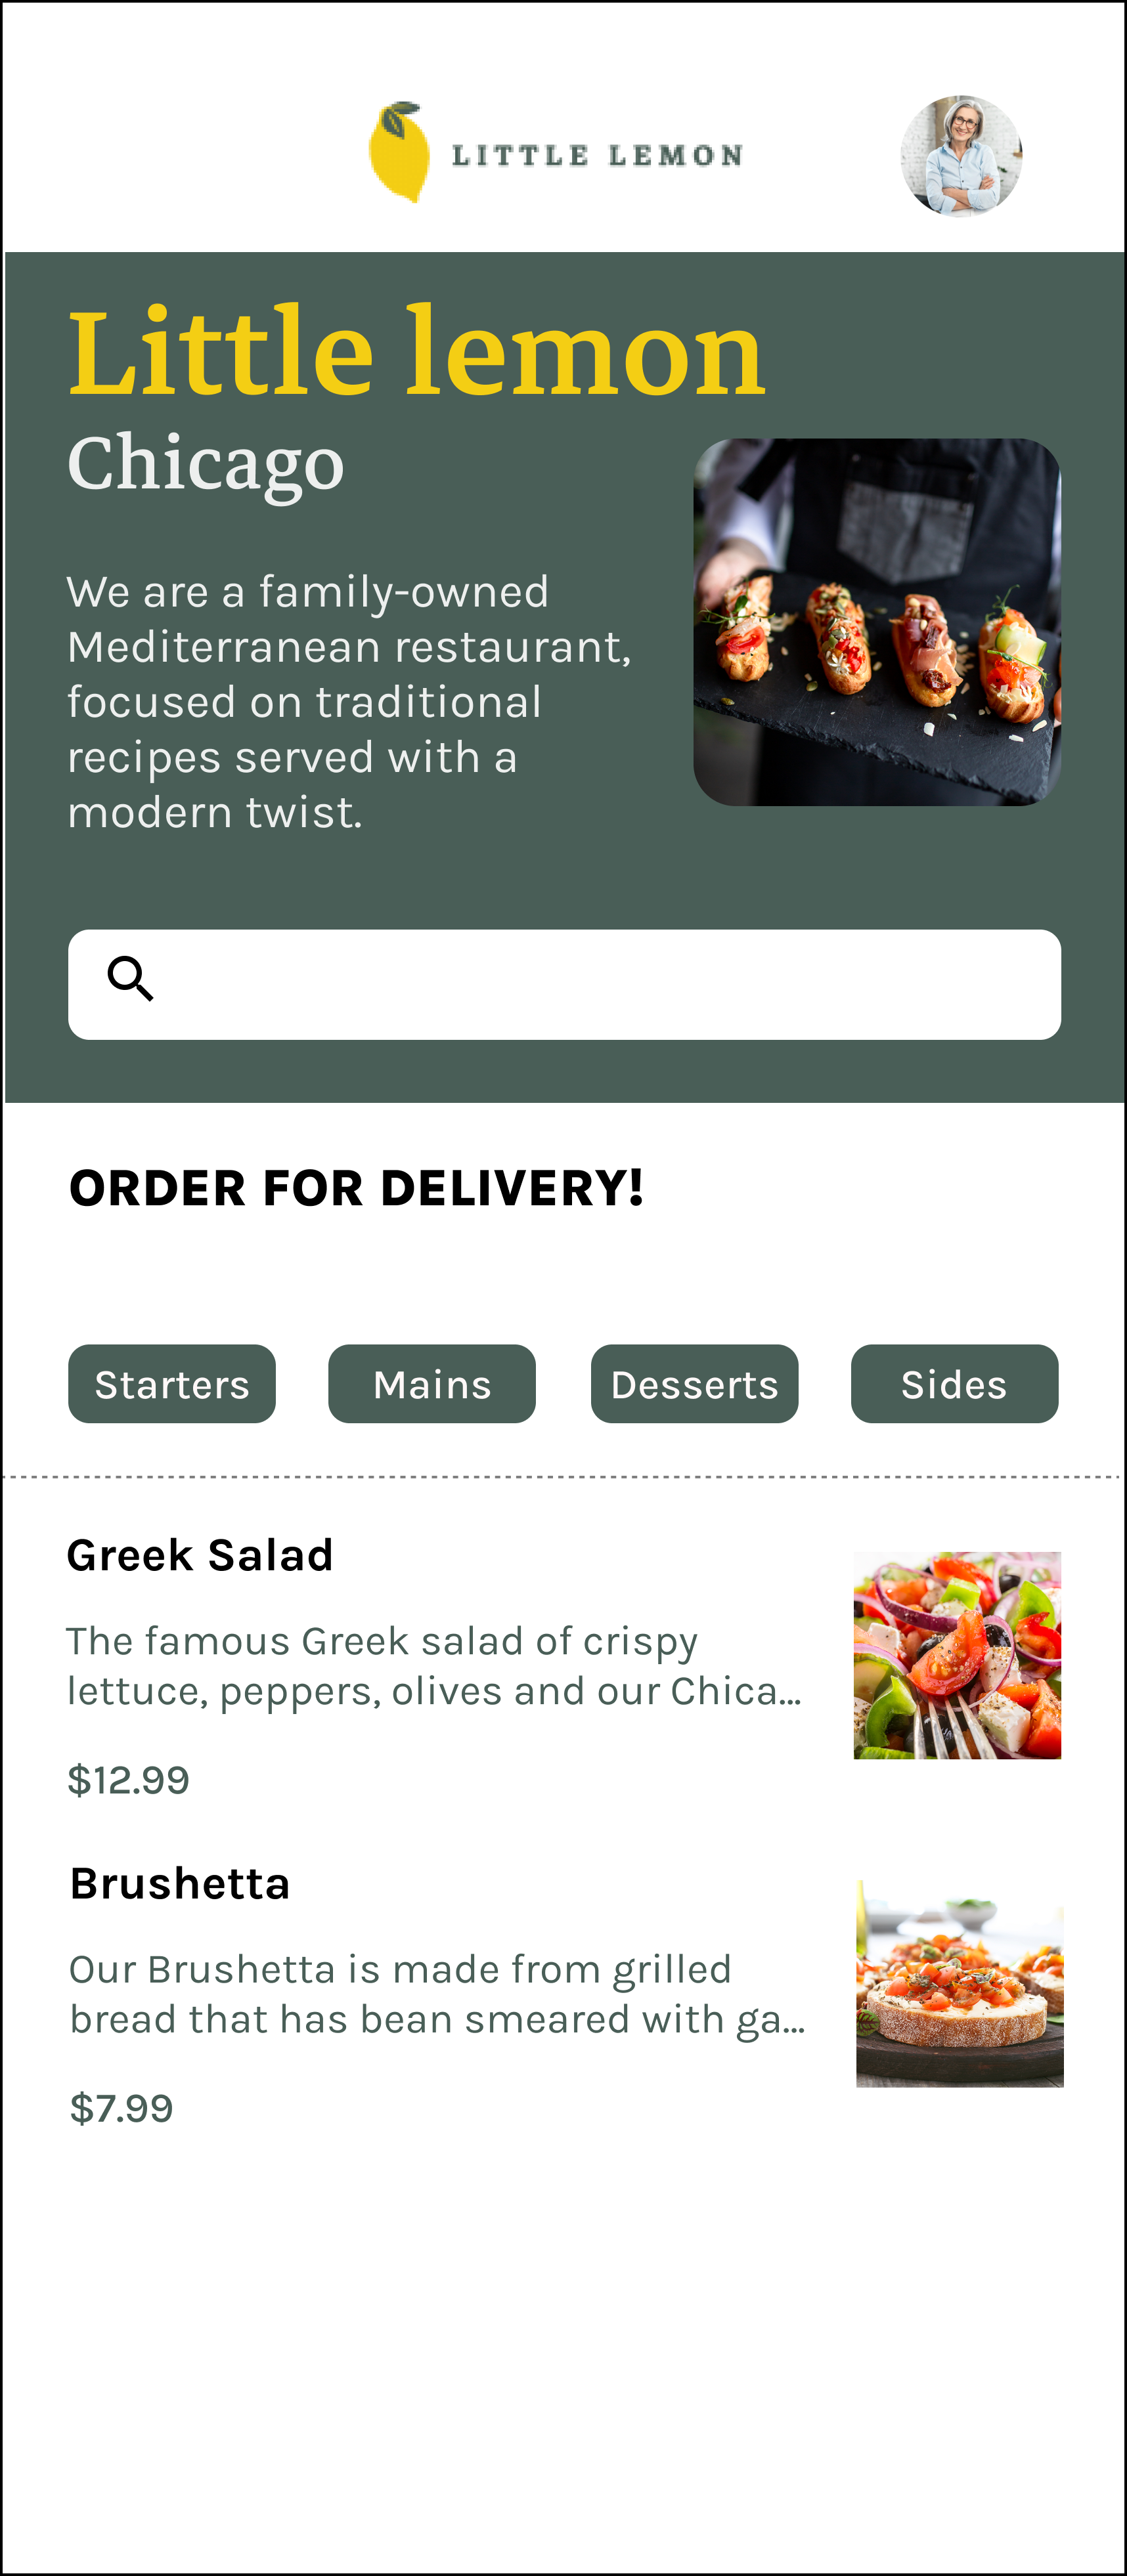 LITTLE LEMON
Little lemon
Chicago
We are a family-owned
Mediterranean restaurant,
focused on traditional
recipes served with a
modern twist.
ORDER FOR DELIVERY!
Starters Mains Desserts Sides
Greek Salad
The famous Greek salad of crispy
lettuce, peppers, olives and our Chica...
$12.99
Brushetta
Our Brushetta is made from grilled
bread that has bean smeared with ga...
$7.99